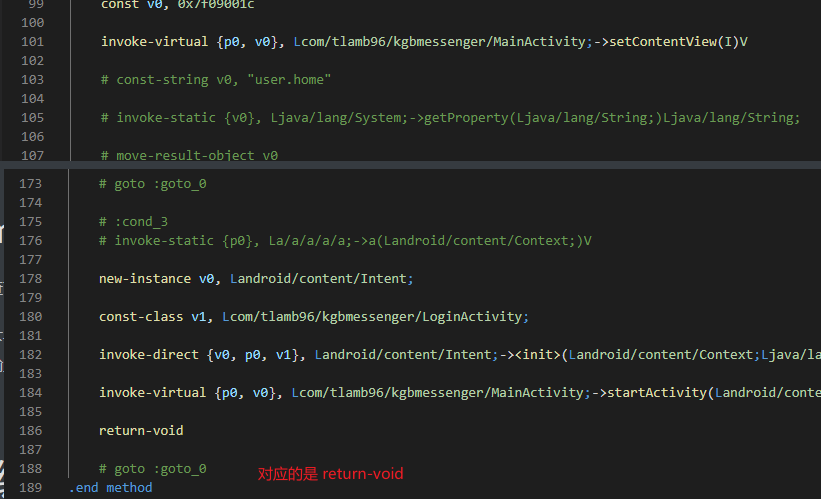 99 const v0, 0x7f09001c
100
101 invoke-virtual {p0, v0}, Lcom/tlamb96/kgbmessenger/MainActivity;->setContentView(I)V
102
103 # const-string v0, "user.home"
104
105 # invoke-static {v0}, Ljava/lang/System;->getProperty(Ljava/lang/String;)Ljava/lang/String;
106
107 # move-result-object v0
173 # goto :goto_0
174
175 # :cond_3
176 # invoke-static {p0}, La/a/a/a/a;->a(Landroid/content/Context;)V
177
178 new-instance v0, Landroid/content/Intent;
179
180 const-class v1, Lcom/tlamb96/kgbmessenger/LoginActivity;
181
182 invoke-direct {v0, p0, v1}, Landroid/content/Intent;-><init>(Landroid/content/Context;Ljava/la
183
184 invoke-virtual {p0, v0}, Lcom/tlamb96/kgbmessenger/MainActivity;->startActivity(Landroid/conte
185
186 return-void
187
188 # goto :goto_0 对应的是 return-void
189 .end method